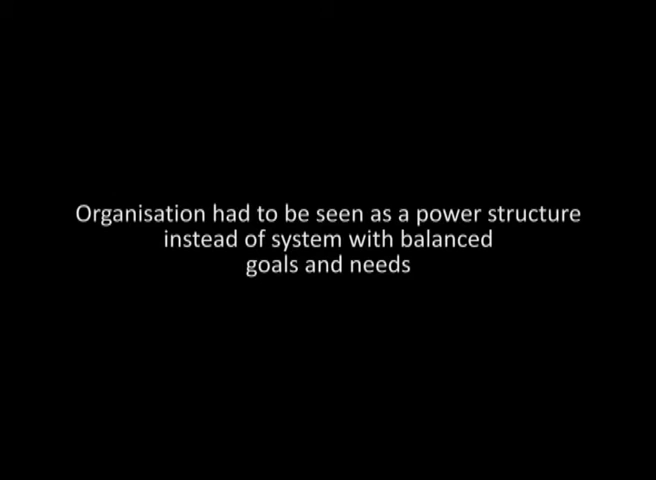 Organisation had to be seen as a power structure
instead of system with balanced
goals and needs